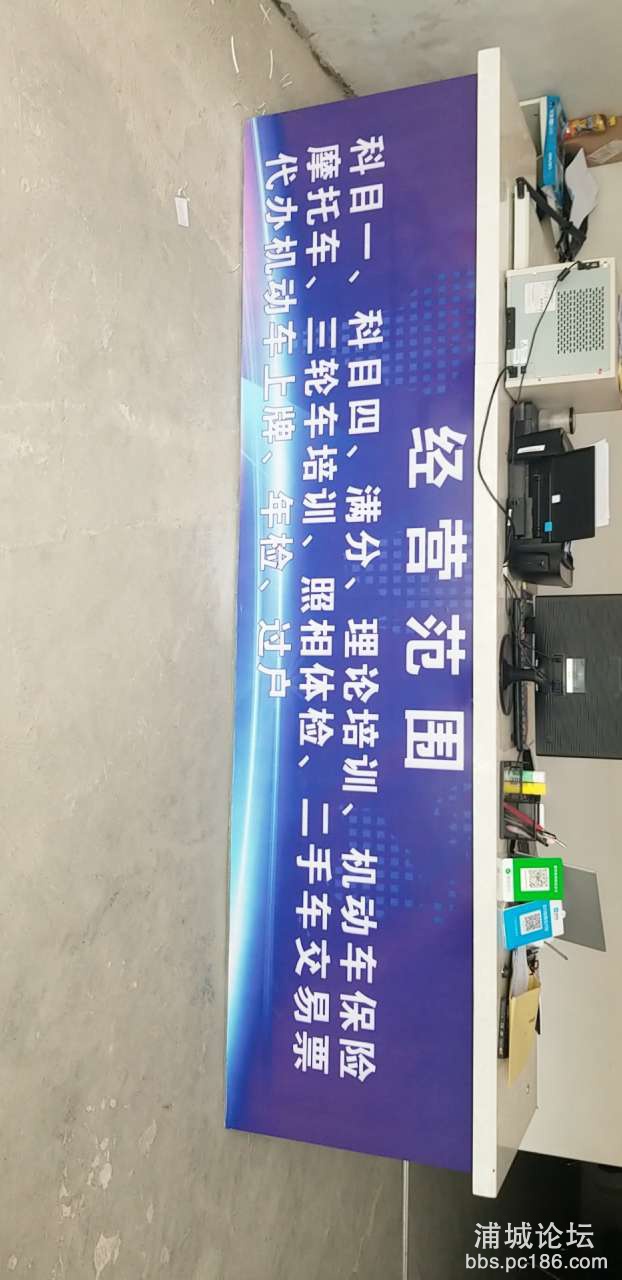 经营范围
科目一、科目四、满分、理论培训、机动车保险
摩托车、三轮车培训、照相体检、二手车交易票
代办机动车上牌、年检、过户
浦城论坛
bbs.pc186.com